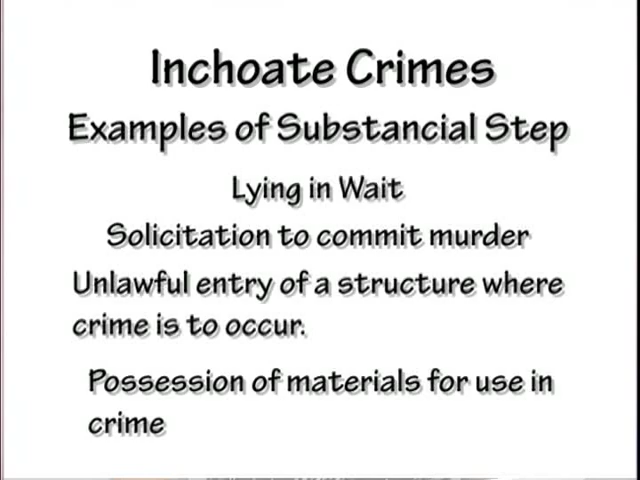 Inchoate Crimes
Examples of Substancial Step
Lying in Wait
Solicitation to commit murder
Unlawful entry of a structure where
crime is to occur.
Possession of materials for use in
crime